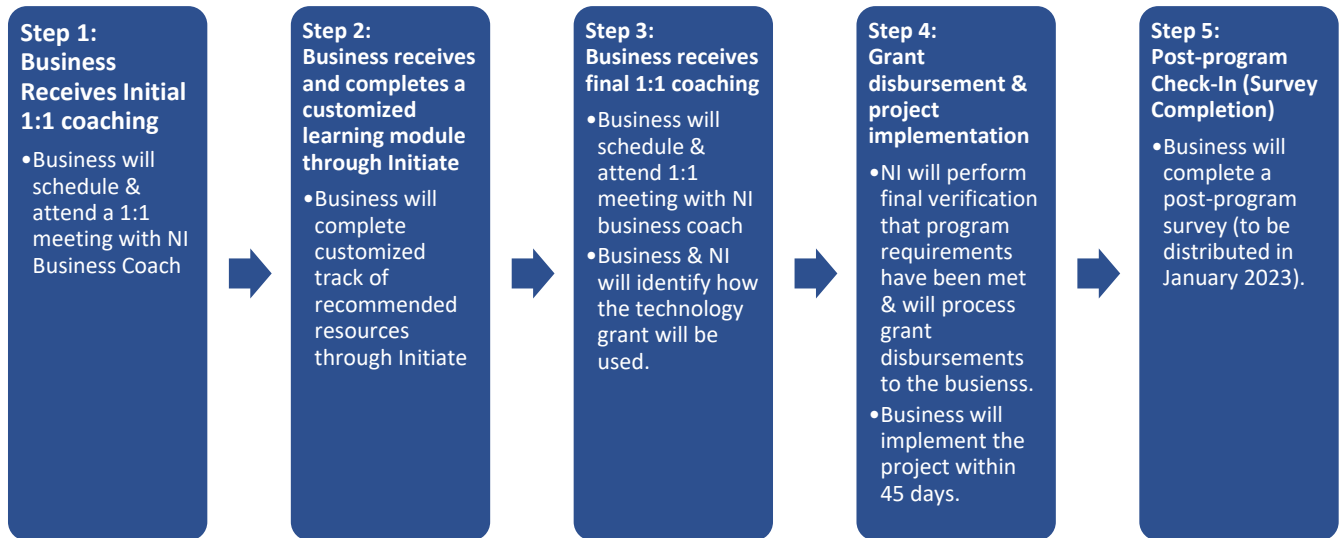 Step 1:
Business
Receives Initial
1:1 coaching
•Business will
schedule &
attend a 1:1
meeting with NI
Business Coach
Step 2:
Business receives
and completes a
customized
learning module
through Initiate
•Business will
complete
customized
track of
recommended
resources
through Initiate
Step 3:
Business receives
final 1:1 coaching
•Business will
schedule &
attend 1:1
meeting with NI
business coach
•Business & NI
will identify how
the technology
grant will be
used.
Step 4:
Grant
disbursement &
project
implementation
•NI will perform
final verification
that program
requirements
have been met
& will process
grant
disbursements
to the busienss.
•Business will
implement the
project within
45 days.
Step 5:
Post-program
Check-In (Survey
Completion)
•Business will
complete a
post-program
survey (to be
distributed in
January 2023).